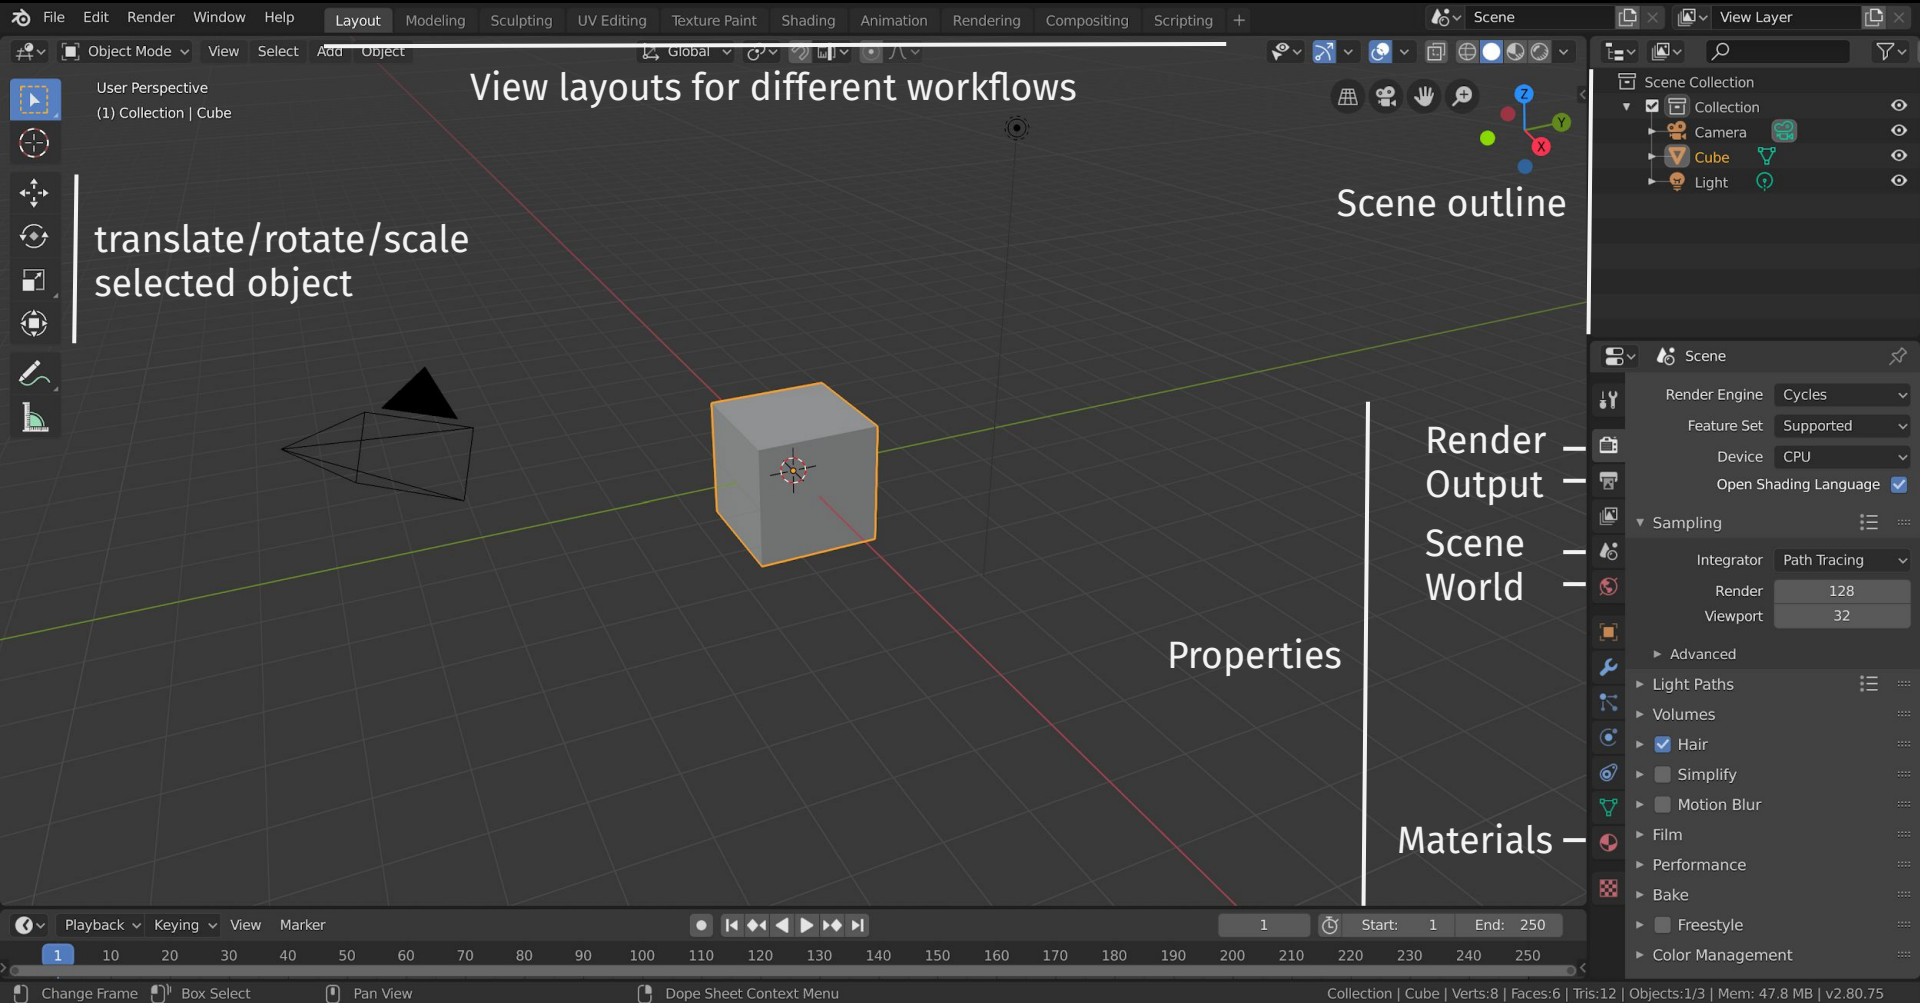 File Edit Render Window Help Layout Modeling Sculpting UV Editing Texture Paint Shading Animation Rendering Compositing Scripting + Scene View Layer
Object Mode View Select Add Object Global
View layouts for different workflows
User Perspective
(1) Collection | Cube
Z
Y
X
translate/rotate/scale
selected object
Scene outline
Scene Collection
Collection
Camera
Cube
Light
Properties
Render
Output
Scene
World
Materials
Scene
Render Engine Cycles
Feature Set Supported
Device CPU
Open Shading Language
Sampling
Integrator Path Tracing
Render 128
Viewport 32
Advanced
Light Paths
Volumes
Hair
Simplify
Motion Blur
Film
Performance
Bake
Freestyle
Color Management
Playback Keying View Marker 1 Start: 1 End: 250
1 10 20 30 40 50 60 70 80 90 100 110 120 130 140 150 160 170 180 190 200 210 220 230 240 250
Change Frame Box Select Pan View Dope Sheet Context Menu Collection | Cube | Verts:8 | Faces:6 | Tris:12 | Objects:1/3 | Mem: 47.8 MB | v2.80.75